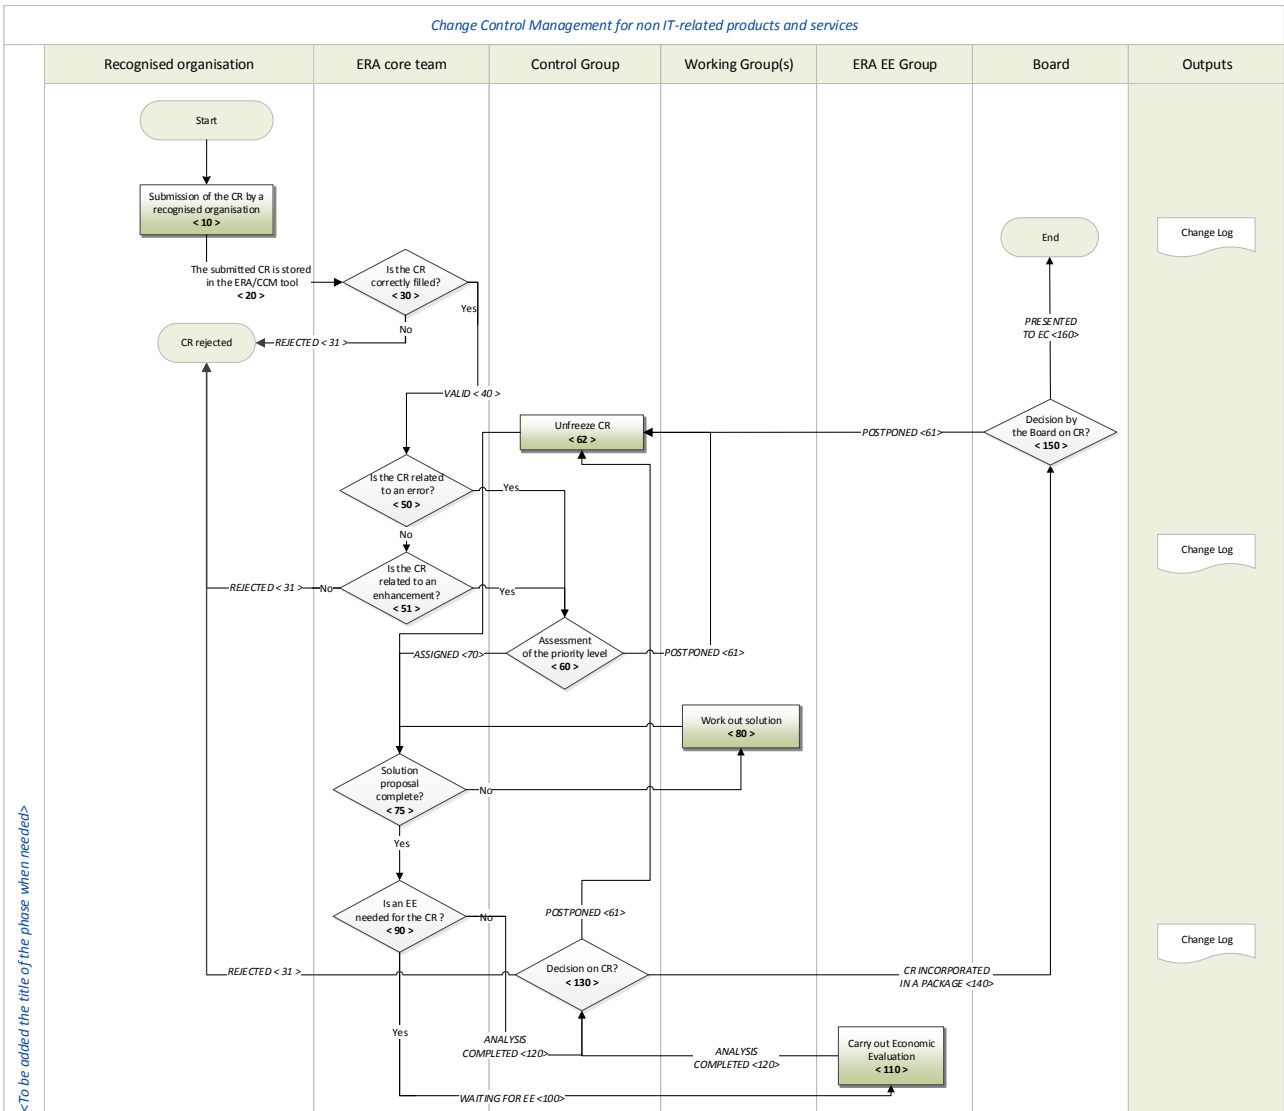 Change Control Management for non IT-related products and services
Recognised organisation
ERA core team
Control Group
Working Group(s)
ERA EE Group
Board
Outputs
Start
Submission of the CR by a
recognised organisation
< 10 >
Change Log
End
The submitted CR is stored
in the ERA/CCM tool
< 20 >
Is the CR
correctly filled?
< 30 >
Yes
No
PRESENTED
TO EC <160>
CR rejected
REJECTED < 31 >
VALID < 40 >
Unfreeze CR
< 62 >
POSTPONED <61>
Decision by
the Board on CR?
< 150 >
Is the CR related
to an error?
< 50 >
Yes
No
Change Log
Is the CR
related to an
enhancement?
< 51 >
REJECTED < 31 >
No
Yes
Assessment
of the priority level
< 60 >
ASSIGNED <70>
POSTPONED <61>
Work out solution
< 80 >
Solution
proposal
complete?
< 75 >
No
Yes
Is an EE
needed for the CR ?
< 90 >
No
POSTPONED <61>
Change Log
REJECTED < 31 >
Decision on CR?
< 130 >
CR INCORPORATED
IN A PACKAGE <140>
Yes
ANALYSIS
COMPLETED <120>
ANALYSIS
COMPLETED <120>
Carry out Economic
Evaluation
< 110 >
WAITING FOR EE <100>
<To be added the title of the phase when needed>